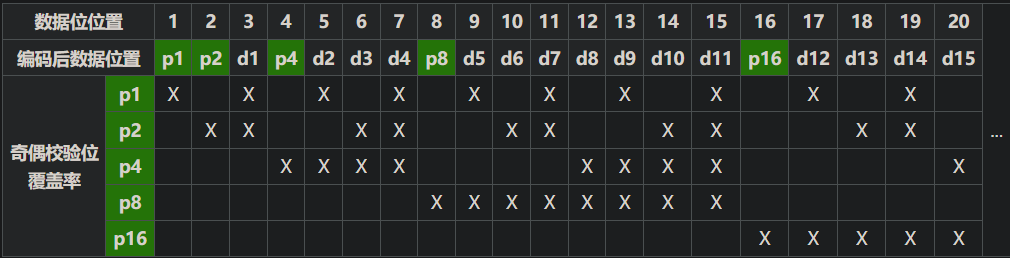 数据位位置 1 2 3 4 5 6 7 8 9 10 11 12 13 14 15 16 17 18 19 20
编码后数据位置 p1 p2 d1 p4 d2 d3 d4 p8 d5 d6 d7 d8 d9 d10 d11 p16 d12 d13 d14 d15
奇偶校验位
覆盖率
p1 X X X X X X X X X X
p2 X X X X X X X X X X
p4 X X X X X X X X X
p8 X X X X X X X X
p16 X X X X X
...